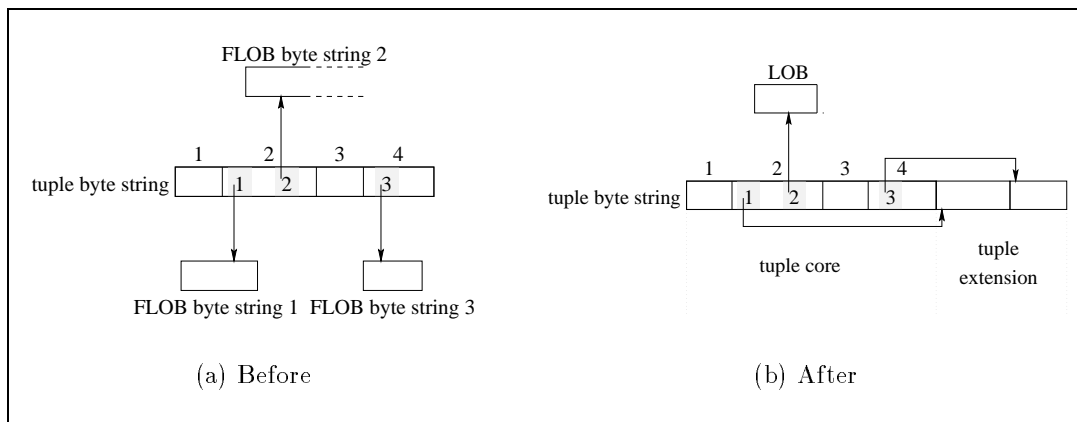 FLOB byte string 2
1 2 3 4
tuple byte string
1 2 3
FLOB byte string 1
FLOB byte string 3
(a) Before
LOB
1 2 3 4
tuple byte string
1 2 3
tuple core
tuple
extension
(b) After